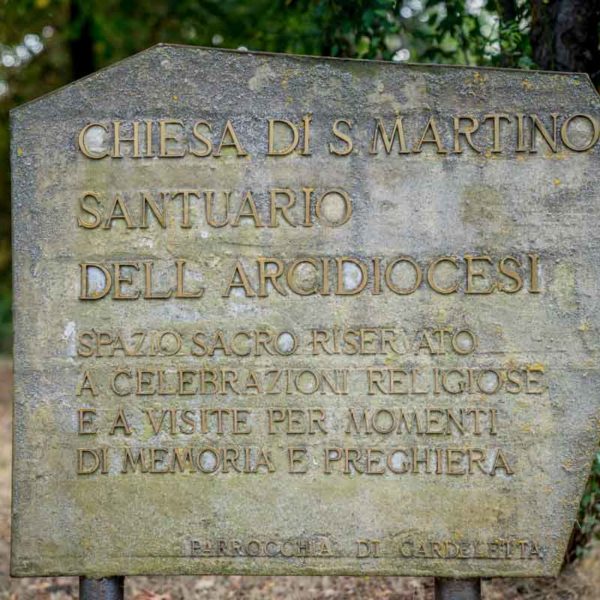 CHIESA DI S. MARTINO
SANTUARIO
DELL ARCIDIOCESI
SPAZIO SACRO RISERVATO
A CELEBRAZIONI RELIGIOSE
E A VISITE PER MOMENTI
DI MEMORIA E PREGHIERA
PARROCCHIA DI GARDELETTA